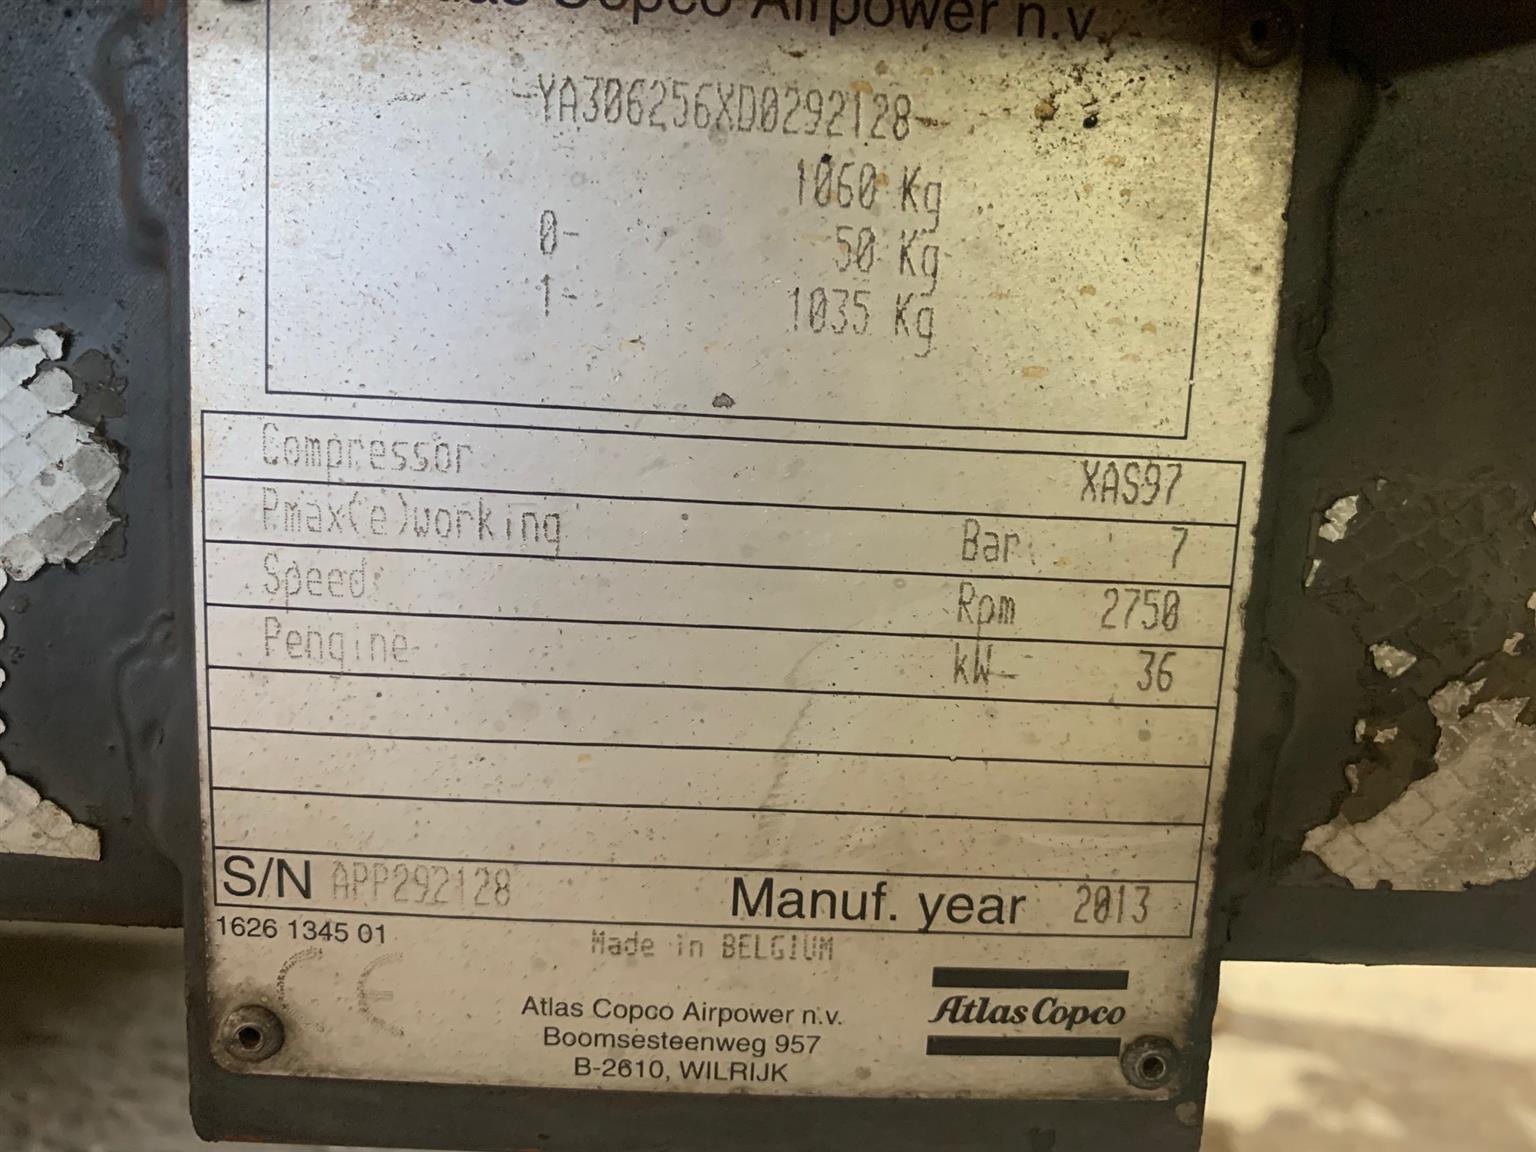 Atlas Copco Airpower n.v.
-YA306256XD0292128-
1060 Kg
0- 50 Kg
1- 1035 Kg
Compressor XAS97
Pmax(e)working Bar 7
Speed Rpm 2750
Pengine kW 36
S/N APP292128 Manuf. year 2013
1626 1345 01
Made in BELGIUM
CE
Atlas Copco Airpower n.v.
Boomsesteenweg 957
B-2610, WILRIJK
Atlas Copco